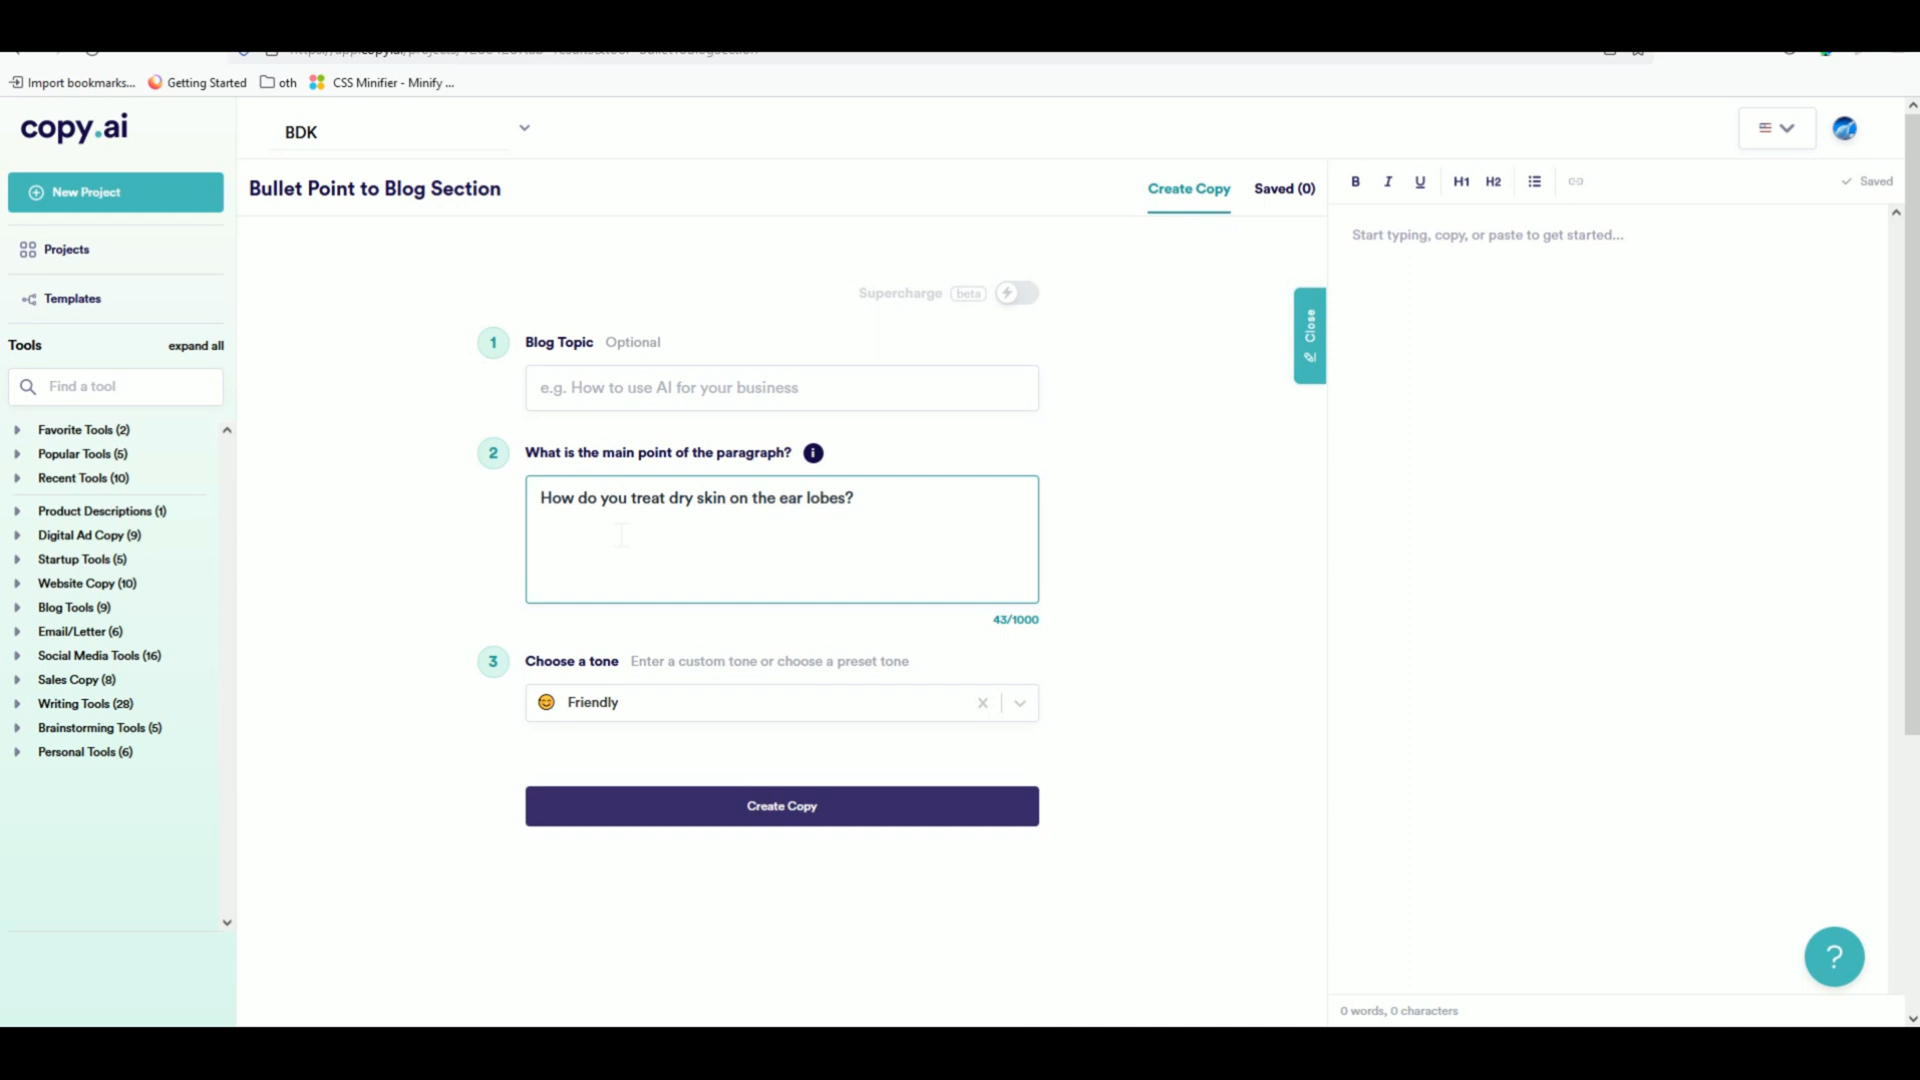 Import bookmarks...
Getting Started
oth
CSS Minifier - Minify ...
copy.ai
BDK
New Project
Bullet Point to Blog Section
Create Copy
Saved (0)
B I U H1 H2
Saved
Projects
Start typing, copy, or paste to get started...
Templates
Supercharge beta
Tools
expand all
1 Blog Topic Optional
Close
Find a tool
e.g. How to use AI for your business
Favorite Tools (2)
Popular Tools (5)
Recent Tools (10)
2 What is the main point of the paragraph? i
How do you treat dry skin on the ear lobes?
Product Descriptions (1)
Digital Ad Copy (9)
Startup Tools (5)
Website Copy (10)
Blog Tools (9)
43/1000
Email/Letter (6)
Social Media Tools (16)
3 Choose a tone Enter a custom tone or choose a preset tone
Sales Copy (8)
Writing Tools (28)
Friendly
Brainstorming Tools (5)
Personal Tools (6)
Create Copy
?
0 words, 0 characters